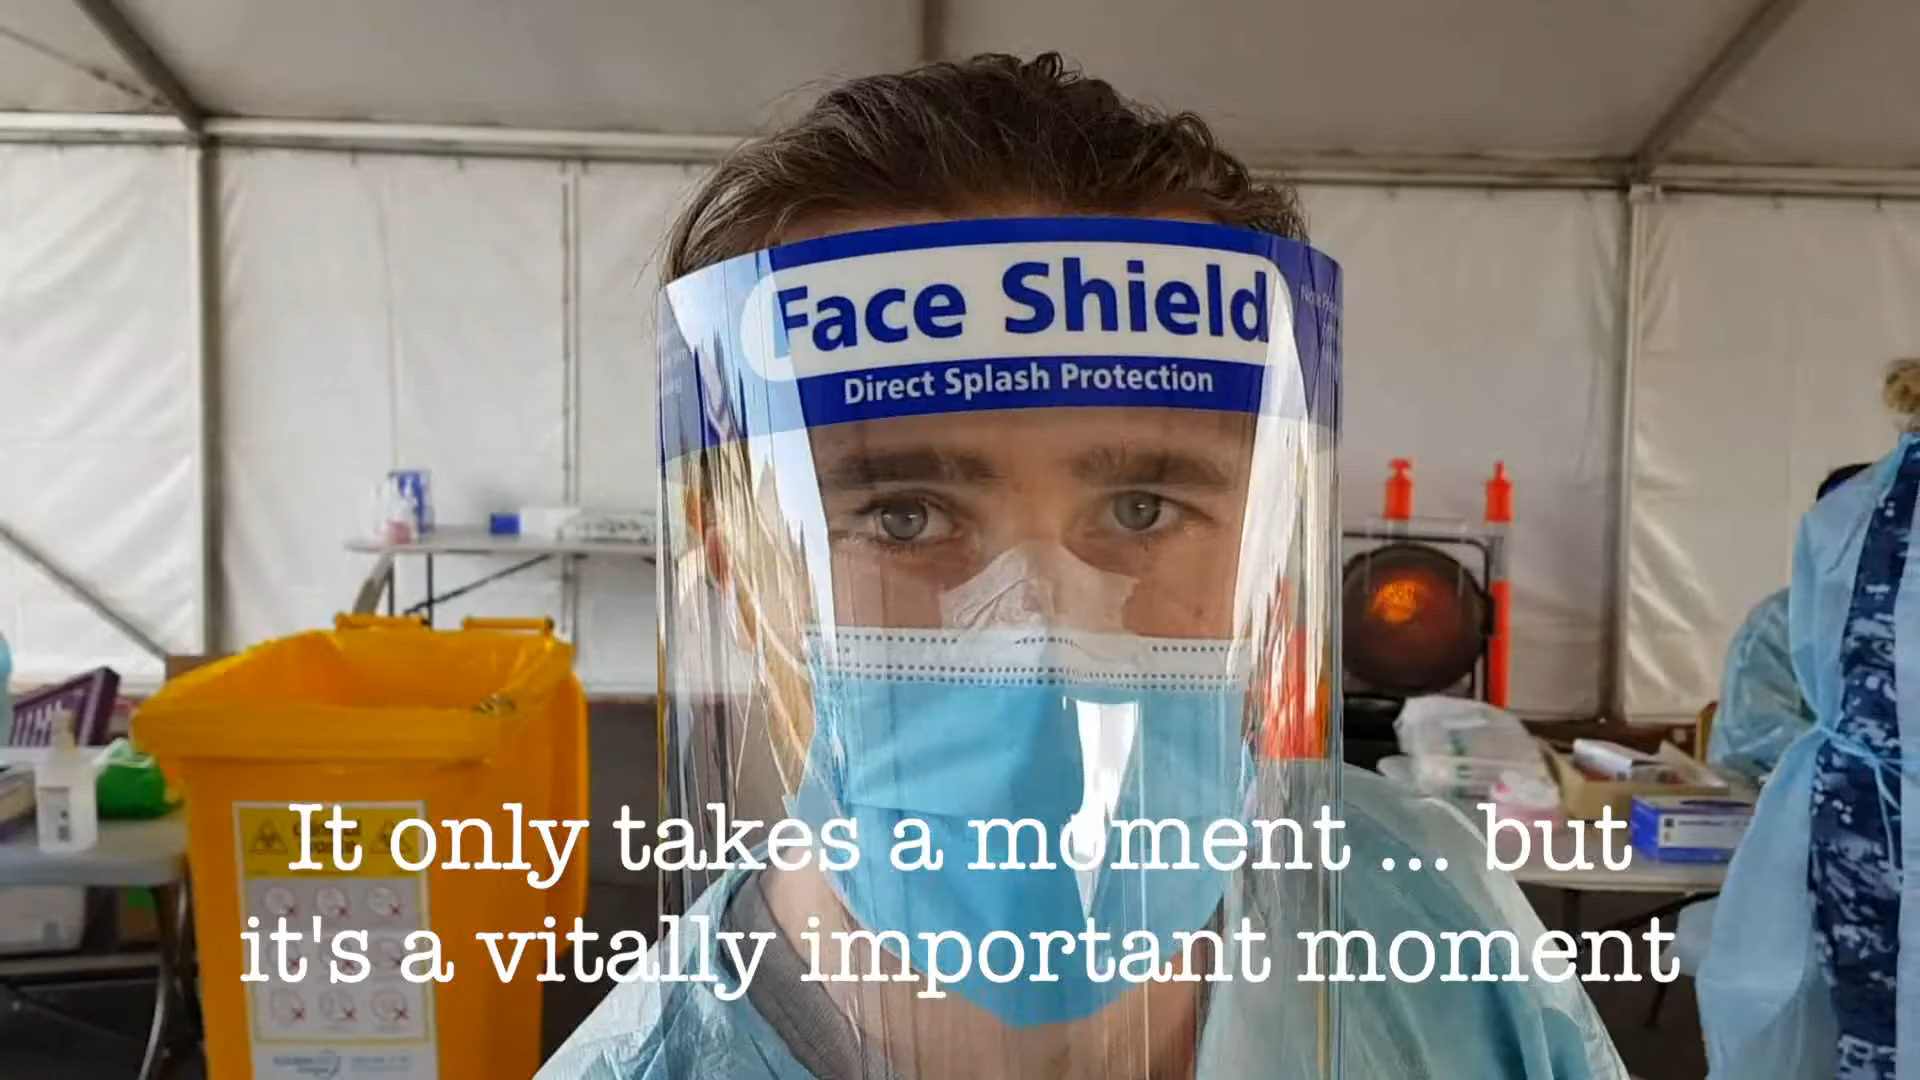 Face Shield
Direct Splash Protection
It only takes a moment ... but
it's a vitally important moment